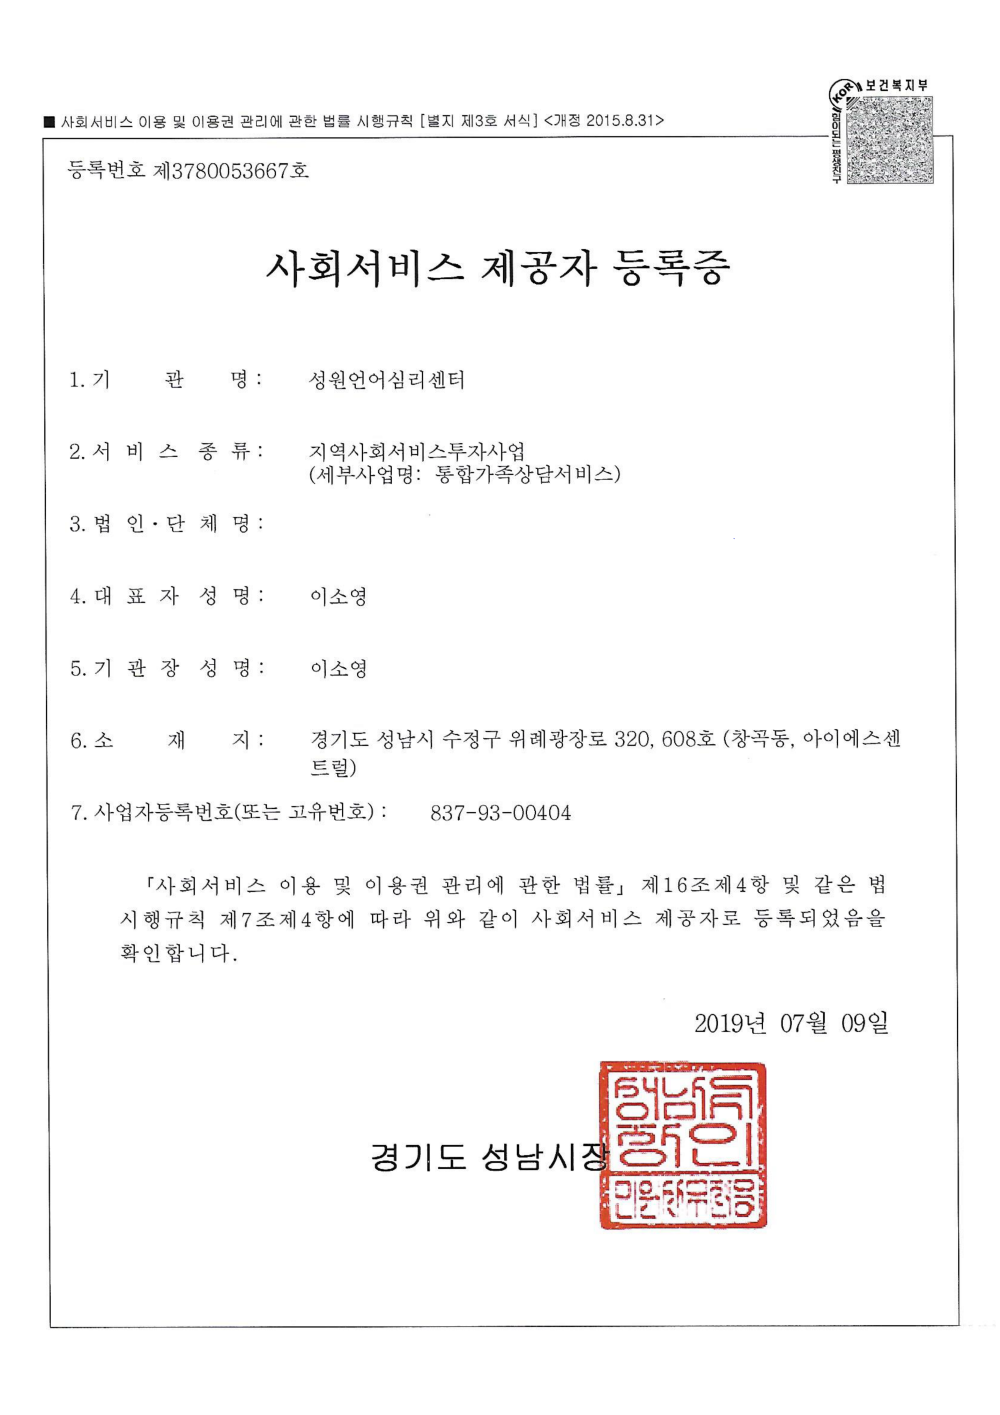 보건복지부
KOR
힘이되는 평생친구
■ 사회서비스 이용 및 이용권 관리에 관한 법률 시행규칙 [별지 제3호 서식] <개정 2015.8.31>
등록번호 제3780053667호
사회서비스 제공자 등록증
1. 기 관 명 : 성원언어심리센터
2. 서 비 스 종 류 : 지역사회서비스투자사업
(세부사업명: 통합가족상담서비스)
3. 법 인 · 단 체 명 :
4. 대 표 자 성 명 : 이소영
5. 기 관 장 성 명 : 이소영
6. 소 재 지 : 경기도 성남시 수정구 위례광장로 320, 608호 (창곡동, 아이에스센
트럴)
7. 사업자등록번호(또는 고유번호) : 837-93-00404
「사회서비스 이용 및 이용권 관리에 관한 법률」 제16조제4항 및 같은 법
시행규칙 제7조제4항에 따라 위와 같이 사회서비스 제공자로 등록되었음을
확인합니다.
2019년 07월 09일
경기도 성남시장